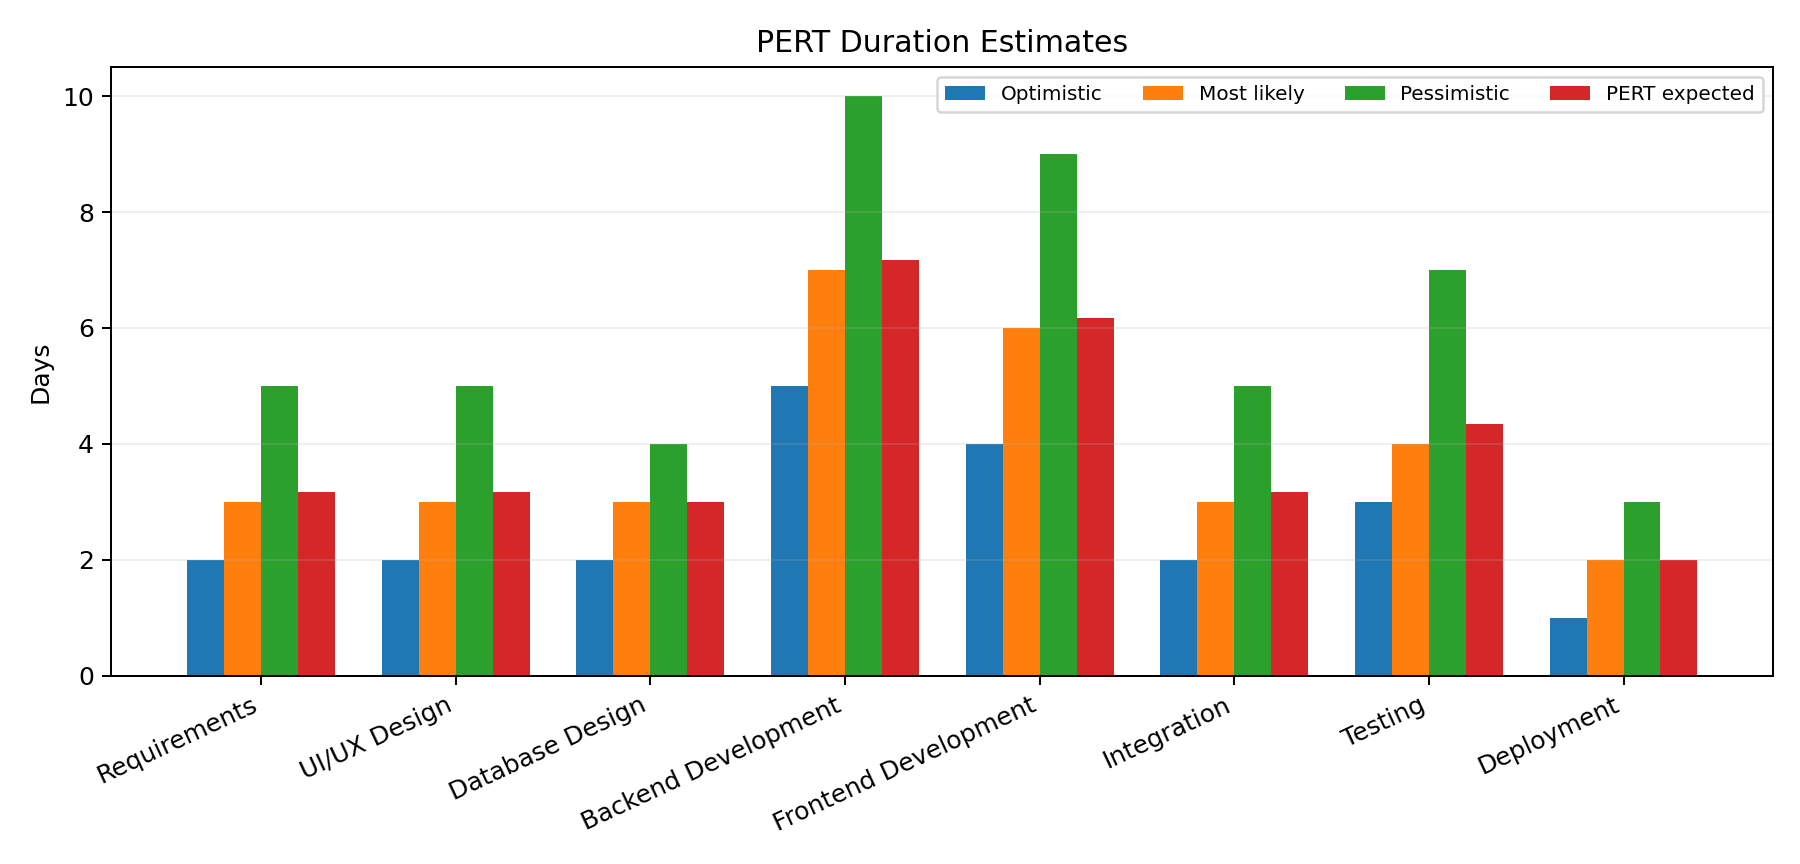 PERT Duration Estimates
Optimistic Most likely Pessimistic PERT expected
10
8
6
4
2
0
Days
Requirements
UI/UX Design
Database Design
Backend Development
Frontend Development
Integration
Testing
Deployment